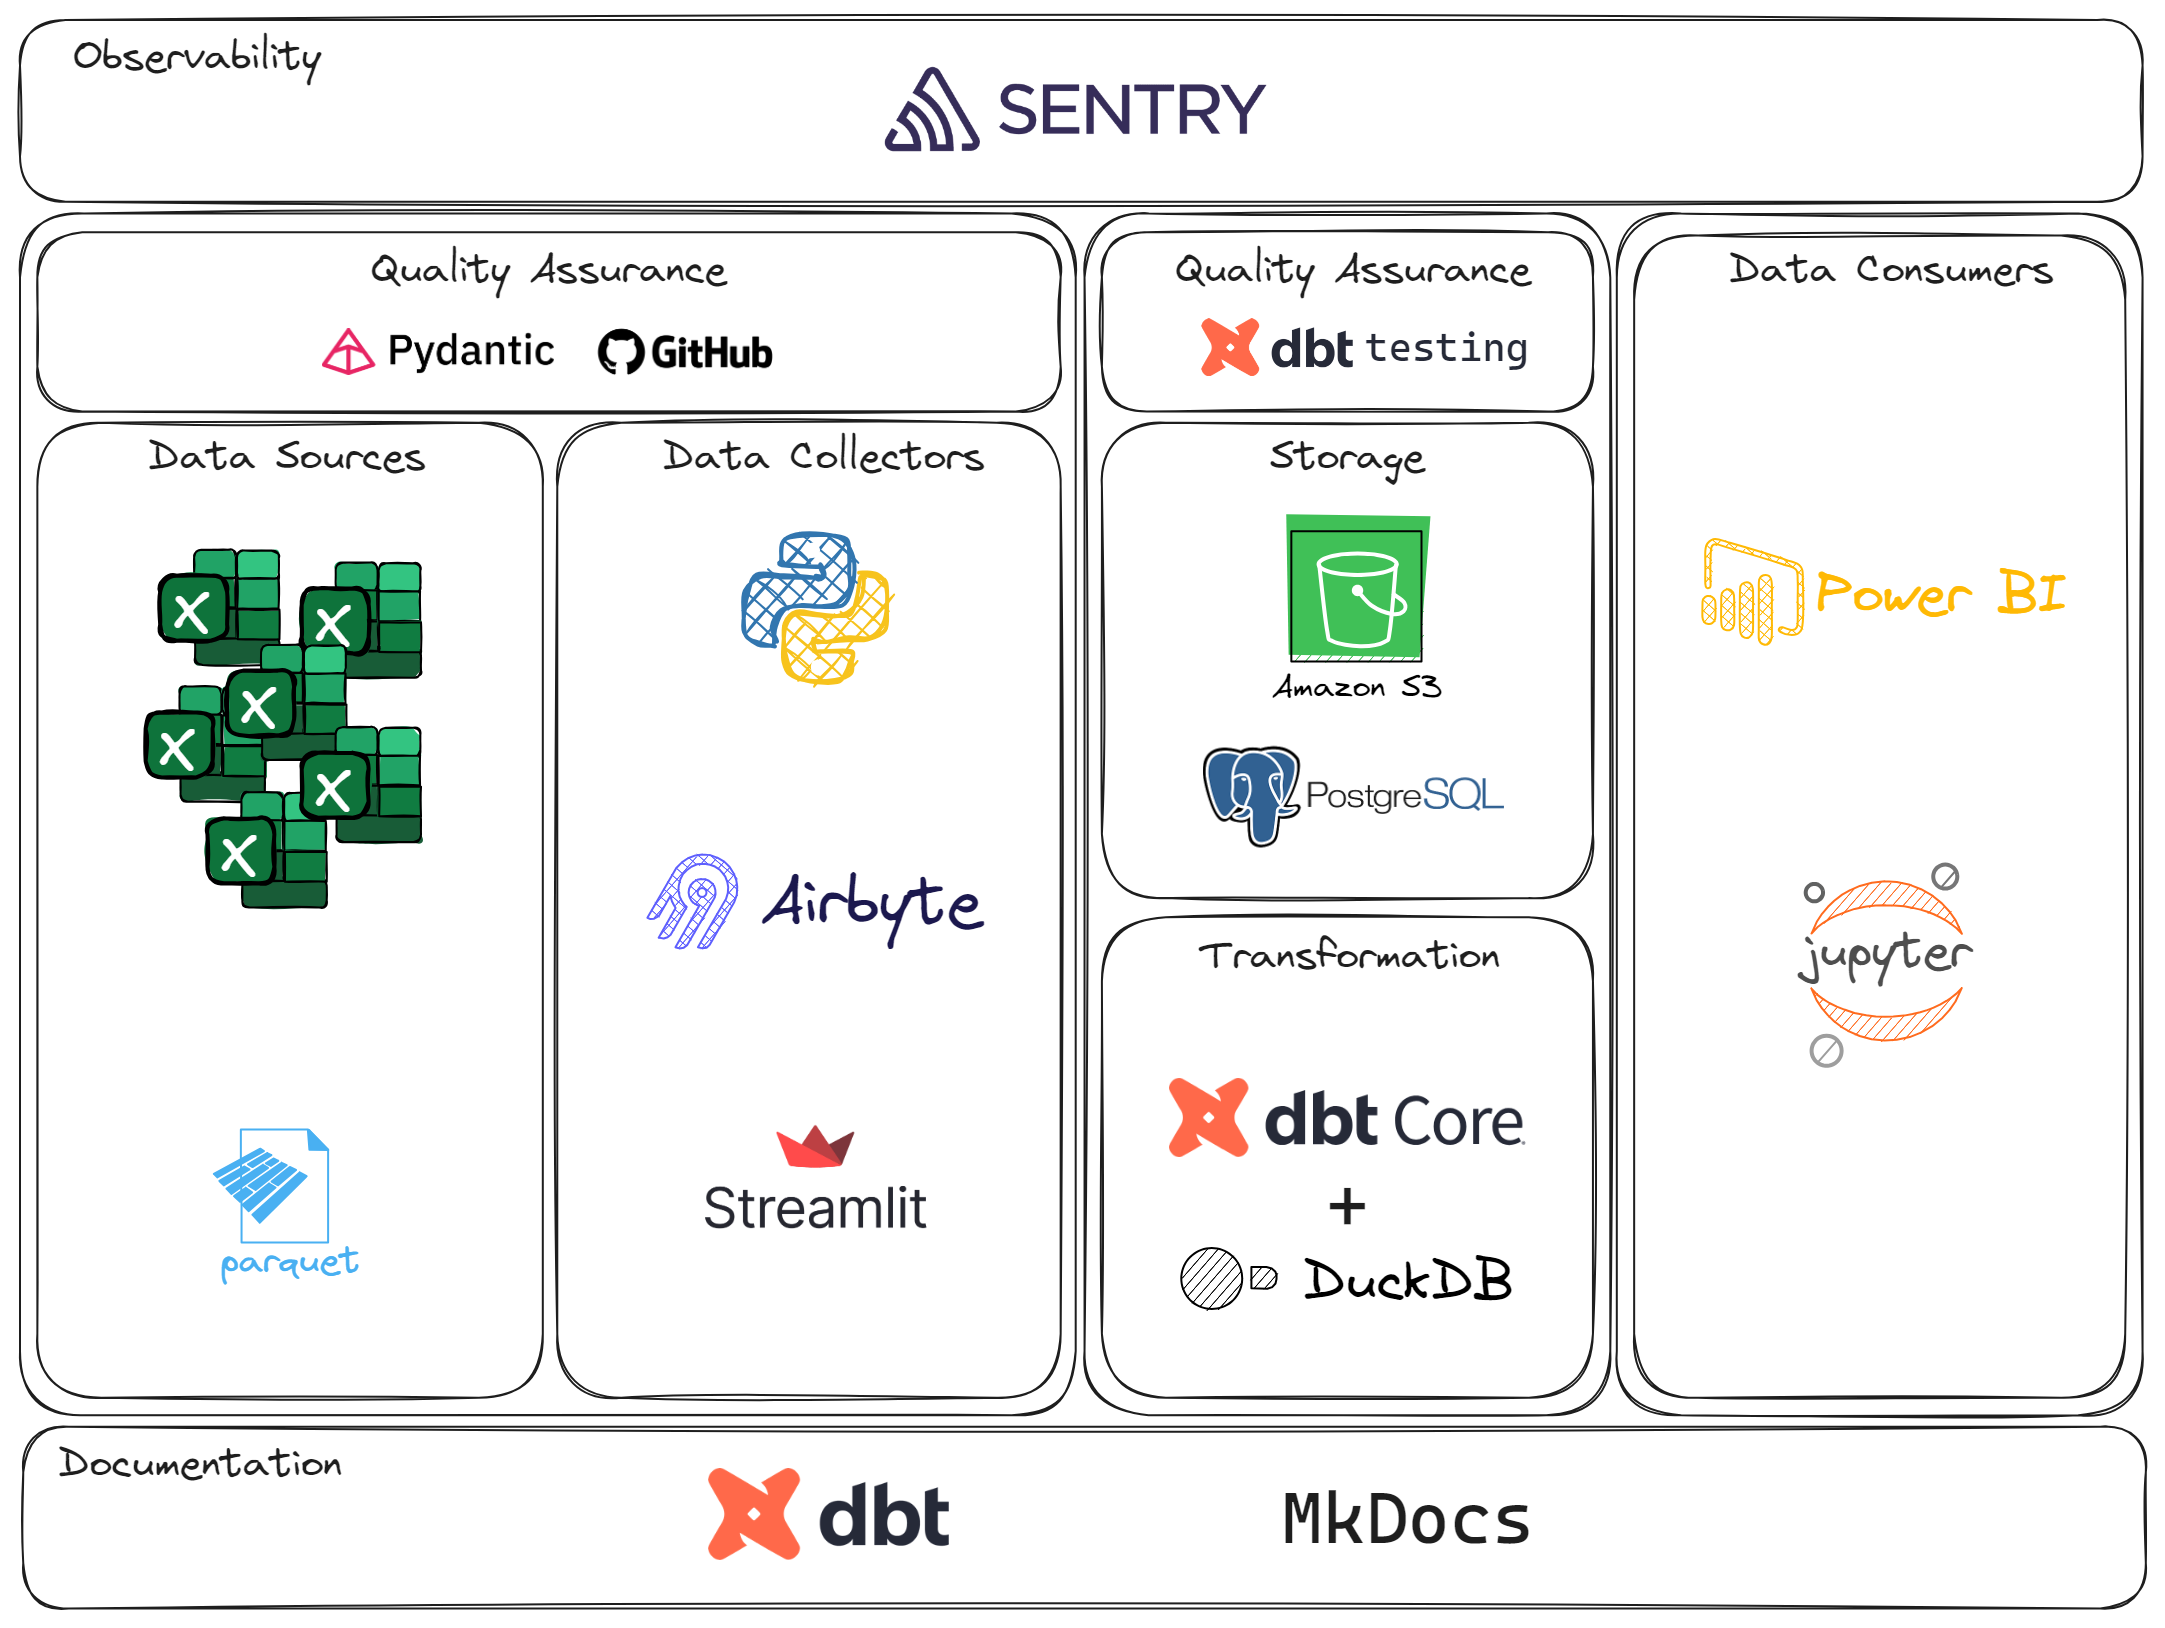 Observability
SENTRY
Quality Assurance
Pydantic GitHub
Data Sources
X
X
X
X
X
X
parquet
Data Collectors
Airbyte
Streamlit
Quality Assurance
dbt testing
Storage
Amazon S3
PostgreSQL
Transformation
dbt Core
+
DuckDB
Data Consumers
Power BI
jupyter
Documentation
dbt
MkDocs